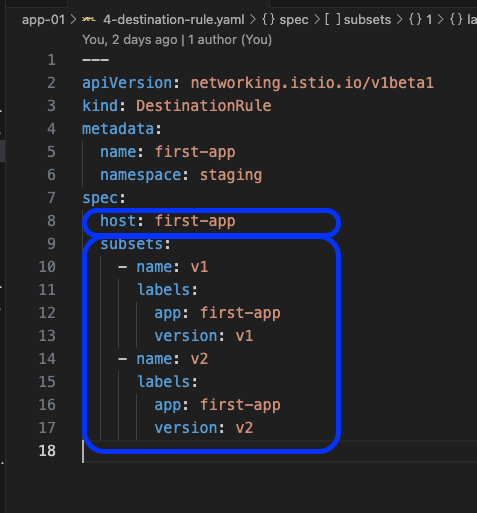 app-01 > YAML 4-destination-rule.yaml > {} spec > [ ] subsets > {} 1 > {} la
You, 2 days ago | 1 author (You)
1 ---
2 apiVersion: networking.istio.io/v1beta1
3 kind: DestinationRule
4 metadata:
5   name: first-app
6   namespace: staging
7 spec:
8   host: first-app
9   subsets:
10     - name: v1
11       labels:
12         app: first-app
13         version: v1
14     - name: v2
15       labels:
16         app: first-app
17         version: v2
18